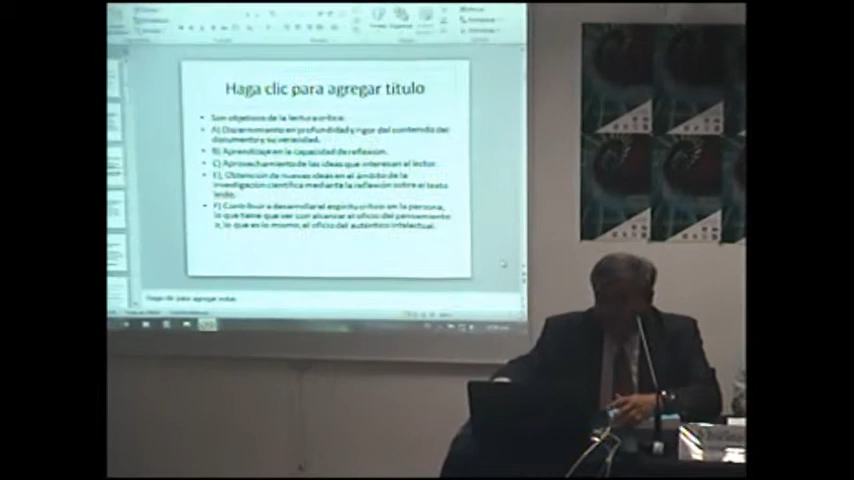 Haga clic para agregar título
Son objetivos de la lectura crítica:
A) Discernimiento en profundidad y rigor del contenido del
documento y su veracidad.
B) Aprendizaje en la capacidad de reflexión.
C) Aprovechamiento de las ideas que interesan al lector.
E), Obtención de nuevas ideas en el ámbito de la
investigación científica mediante la reflexión sobre el texto
leído.
F) Contribuir a desarrollar el espíritu crítico en la persona,
lo que tiene que ver con alcanzar el oficio del pensamiento
o, lo que es lo mismo, el oficio del auténtico intelectual.
Haga clic para agregar notas